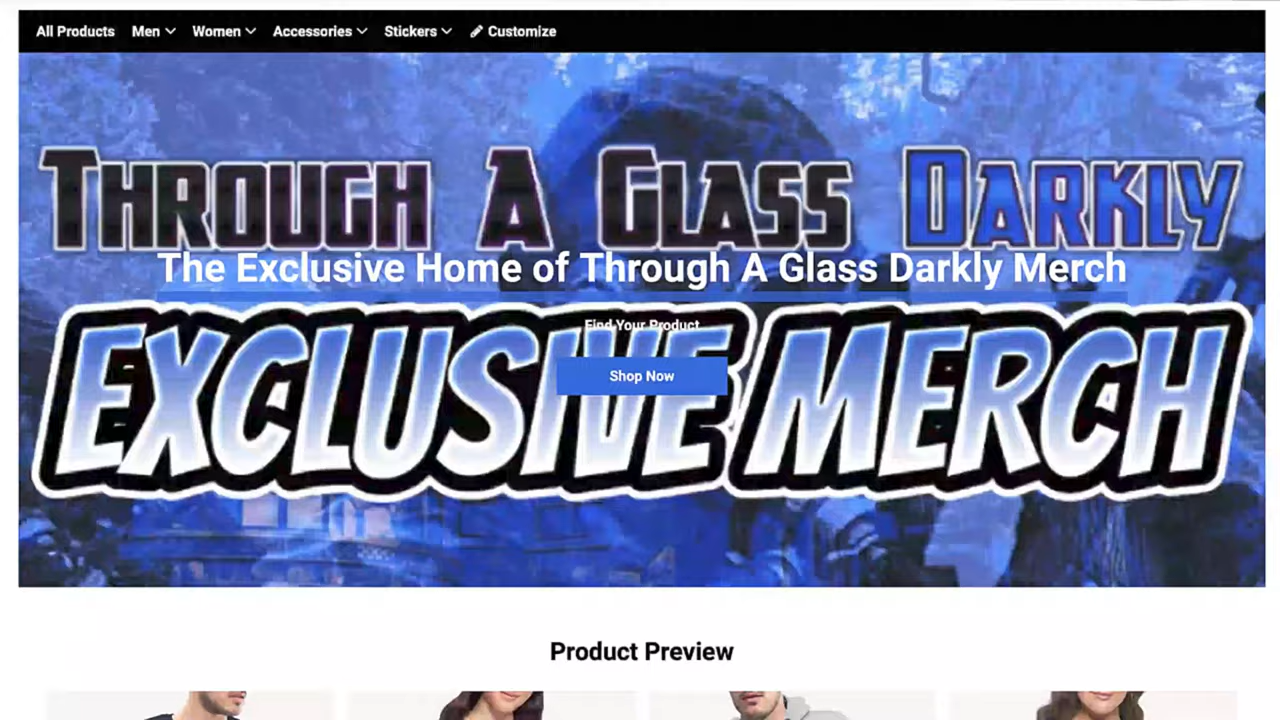 All Products Men Women Accessories Stickers Customize
THROUGH A GLASS DARKLY
The Exclusive Home of Through A Glass Darkly Merch
Find Your Product
EXCLUSIVE MERCH
Shop Now
Product Preview